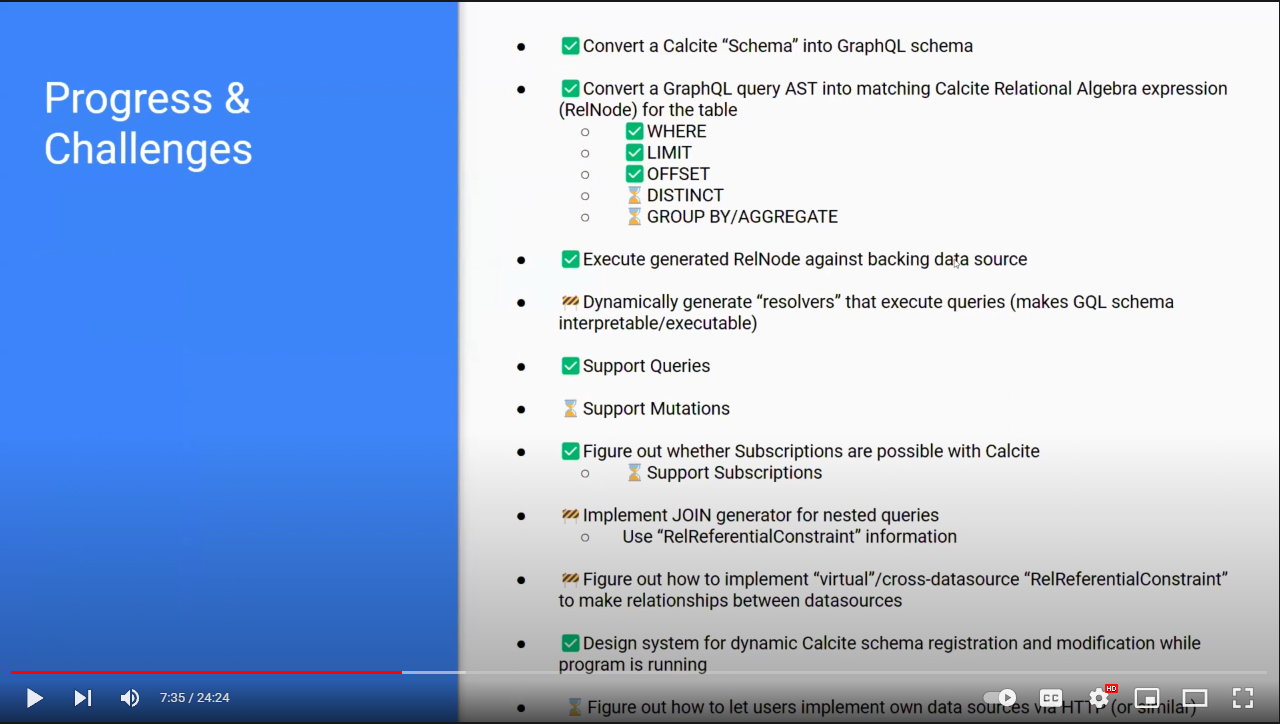 Progress &
Challenges
● ✅ Convert a Calcite “Schema” into GraphQL schema
● ✅ Convert a GraphQL query AST into matching Calcite Relational Algebra expression
(RelNode) for the table
○ ✅ WHERE
○ ✅ LIMIT
○ ✅ OFFSET
○ ⏳ DISTINCT
○ ⏳ GROUP BY/AGGREGATE
● ✅ Execute generated RelNode against backing data source
● 🚧 Dynamically generate “resolvers” that execute queries (makes GQL schema
interpretable/executable)
● ✅ Support Queries
● ⏳ Support Mutations
● ✅ Figure out whether Subscriptions are possible with Calcite
○ ⏳ Support Subscriptions
● 🚧 Implement JOIN generator for nested queries
○ Use “RelReferentialConstraint” information
● 🚧 Figure out how to implement “virtual”/cross-datasource “RelReferentialConstraint”
to make relationships between datasources
● ✅ Design system for dynamic Calcite schema registration and modification while
program is running
● ⏳ Figure out how to let users implement own data sources via HTTP (or similar)
7:35 / 24:24
CC
HD